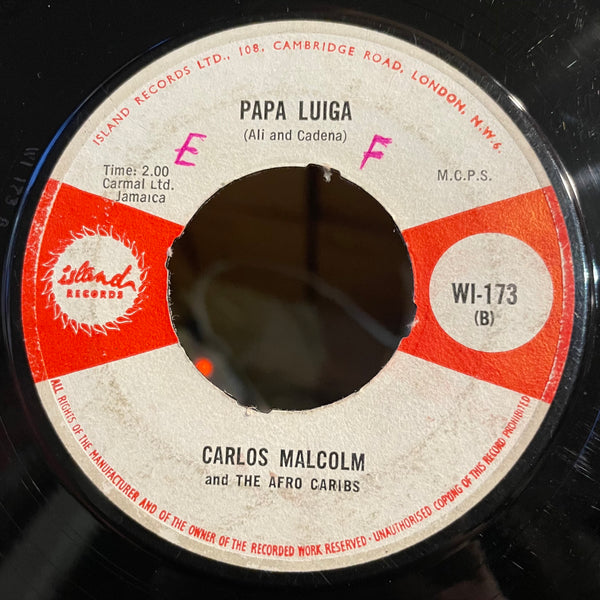 ISLAND RECORDS LTD., 108, CAMBRIDGE ROAD, LONDON, N.W.6.
PAPA LUIGA
(Ali and Cadena)
E F
Time: 2.00
Carmal Ltd.
Jamaica
M.C.P.S.
island
RECORDS
WI-173
(B)
CARLOS MALCOLM
and THE AFRO CARIBS
ALL RIGHTS OF THE MANUFACTURER AND OF THE OWNER OF THE RECORDED WORK RESERVED · UNAUTHORISED COPYING OF THIS RECORD PROHIBITED
WI 173 B